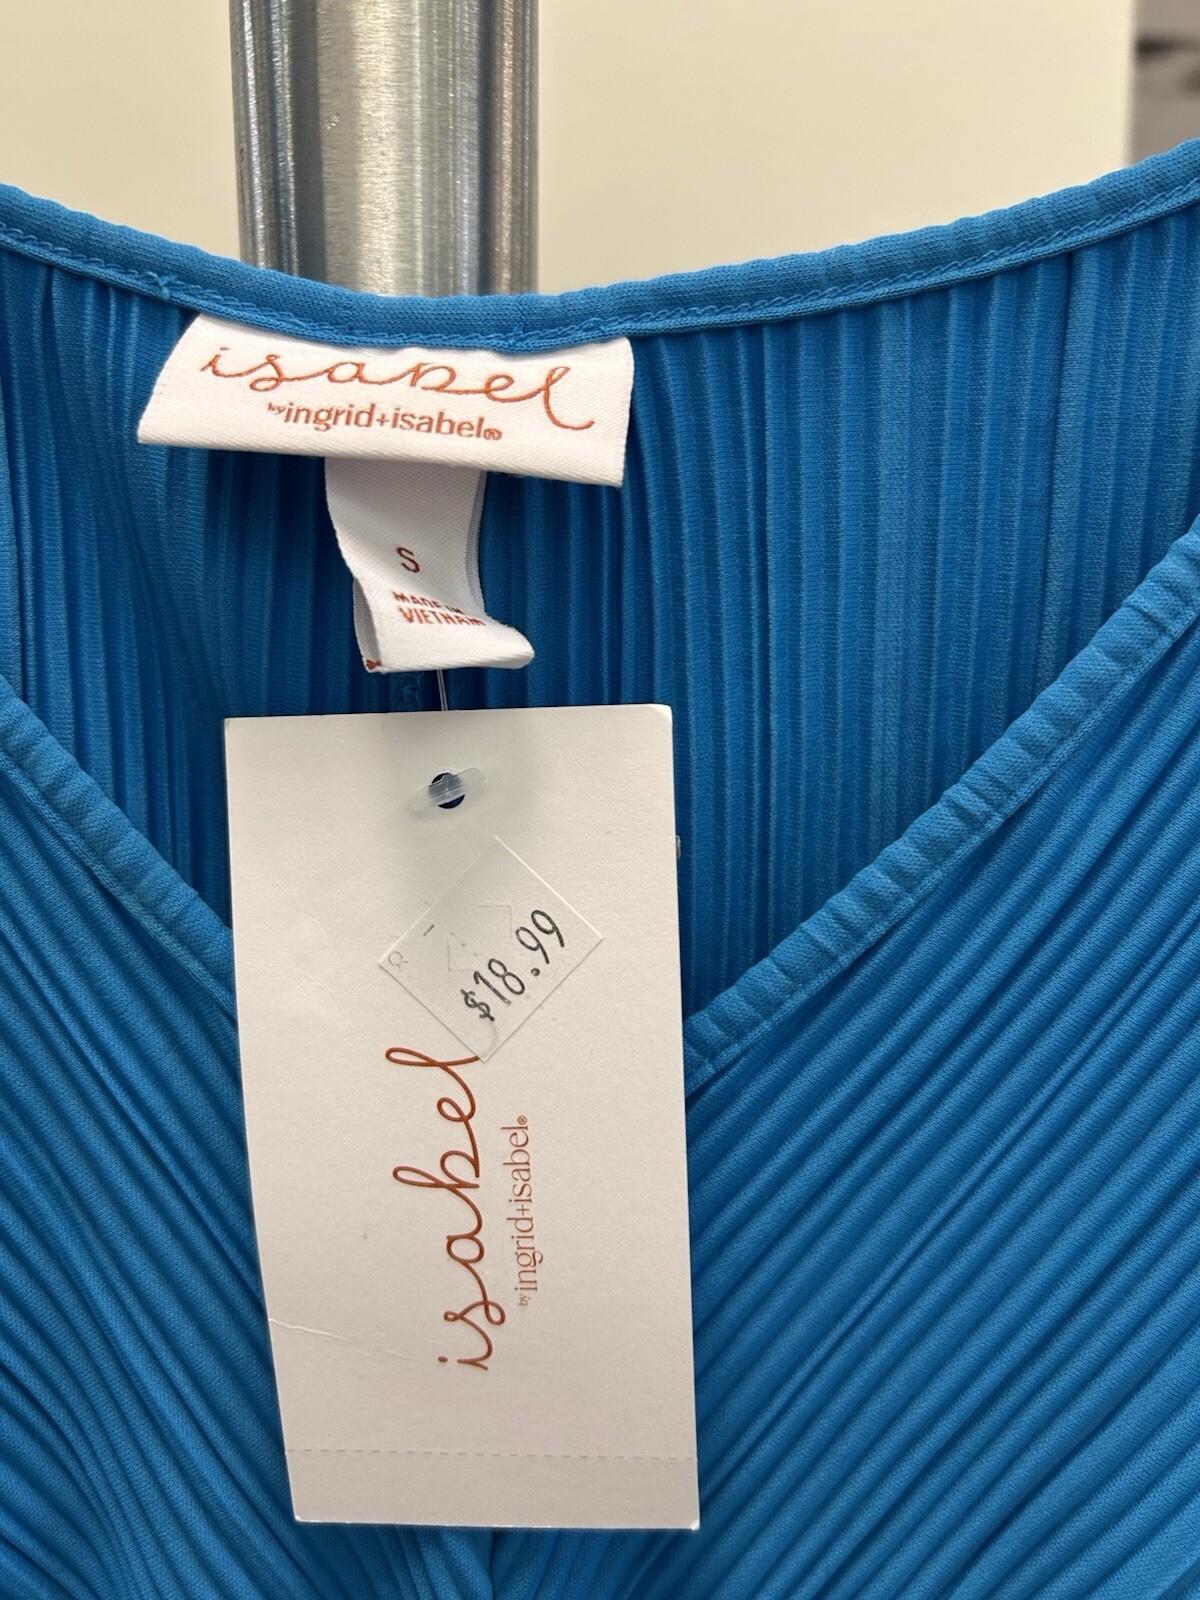 isabel
by ingrid+isabel®
S
MADE IN
VIETNAM
$18.99
isabel
by ingrid+isabel®